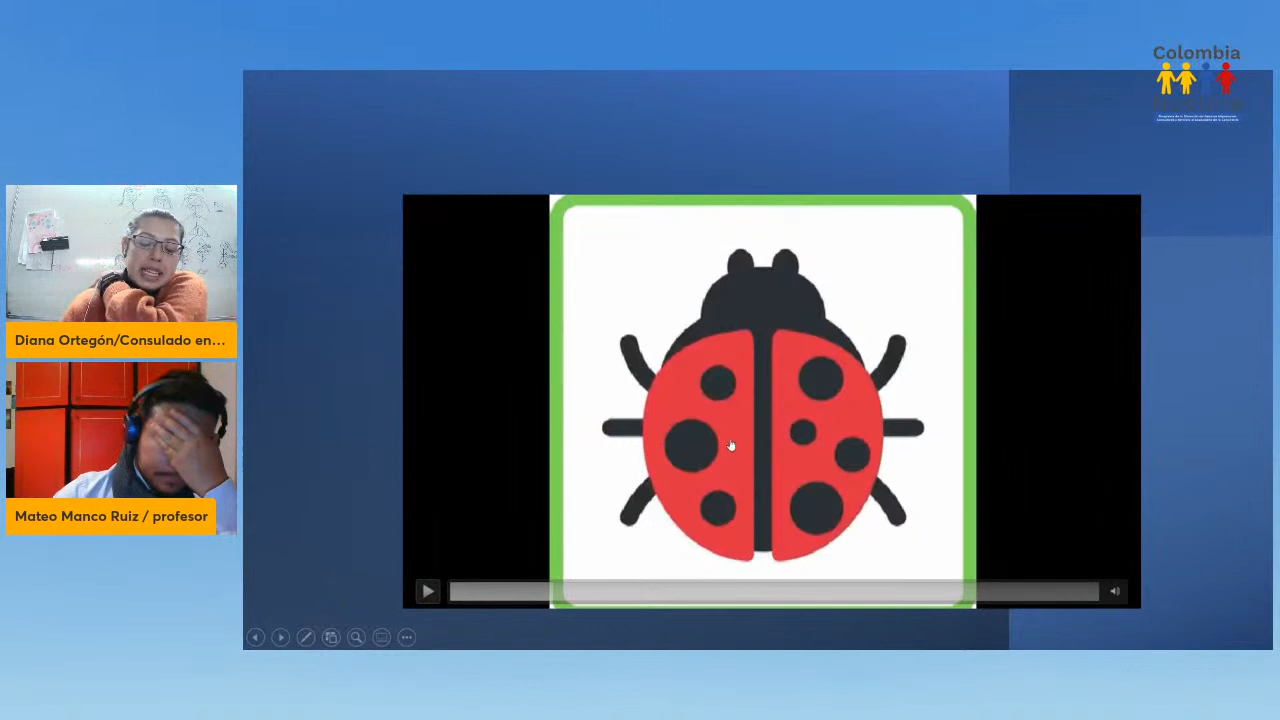 Colombia
Diana Ortegón/Consulado en...
Mateo Manco Ruiz / profesor